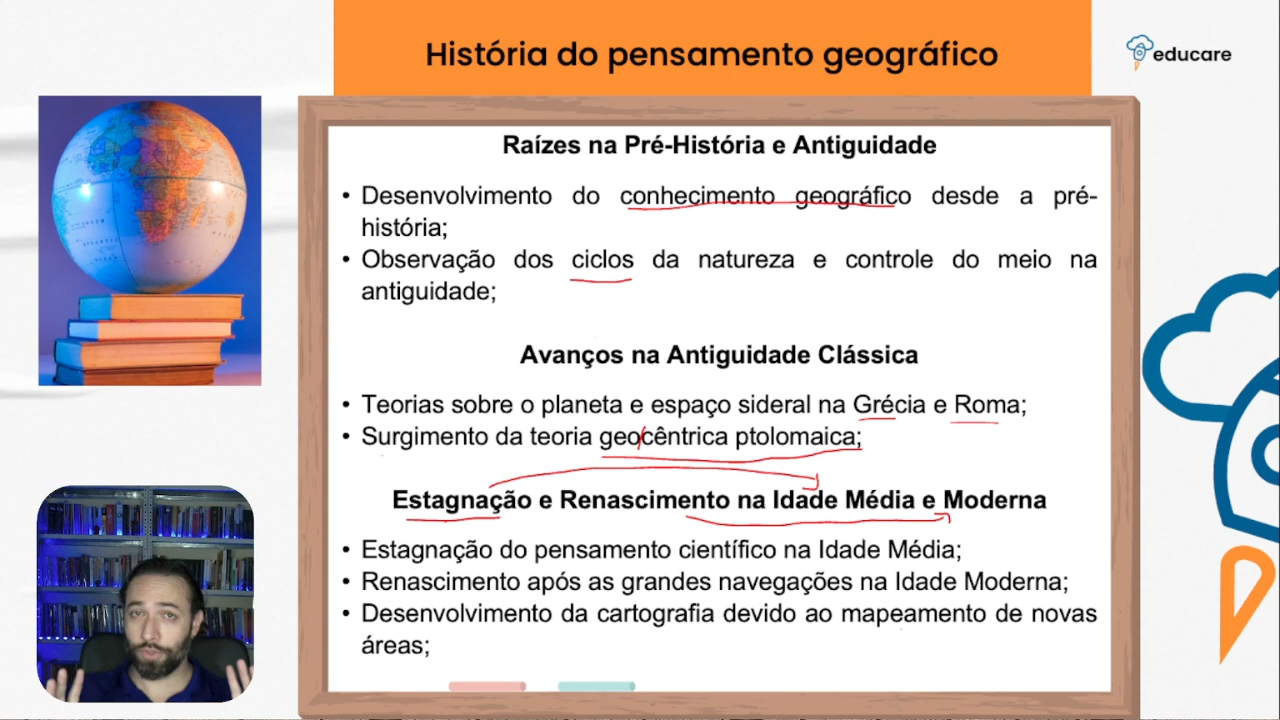 História do pensamento geográfico
educare
Raízes na Pré-História e Antiguidade
• Desenvolvimento do conhecimento geográfico desde a pré-
história;
• Observação dos ciclos da natureza e controle do meio na
antiguidade;
Avanços na Antiguidade Clássica
• Teorias sobre o planeta e espaço sideral na Grécia e Roma;
• Surgimento da teoria geocêntrica ptolomaica;
Estagnação e Renascimento na Idade Média e Moderna
• Estagnação do pensamento científico na Idade Média;
• Renascimento após as grandes navegações na Idade Moderna;
• Desenvolvimento da cartografia devido ao mapeamento de novas
áreas;